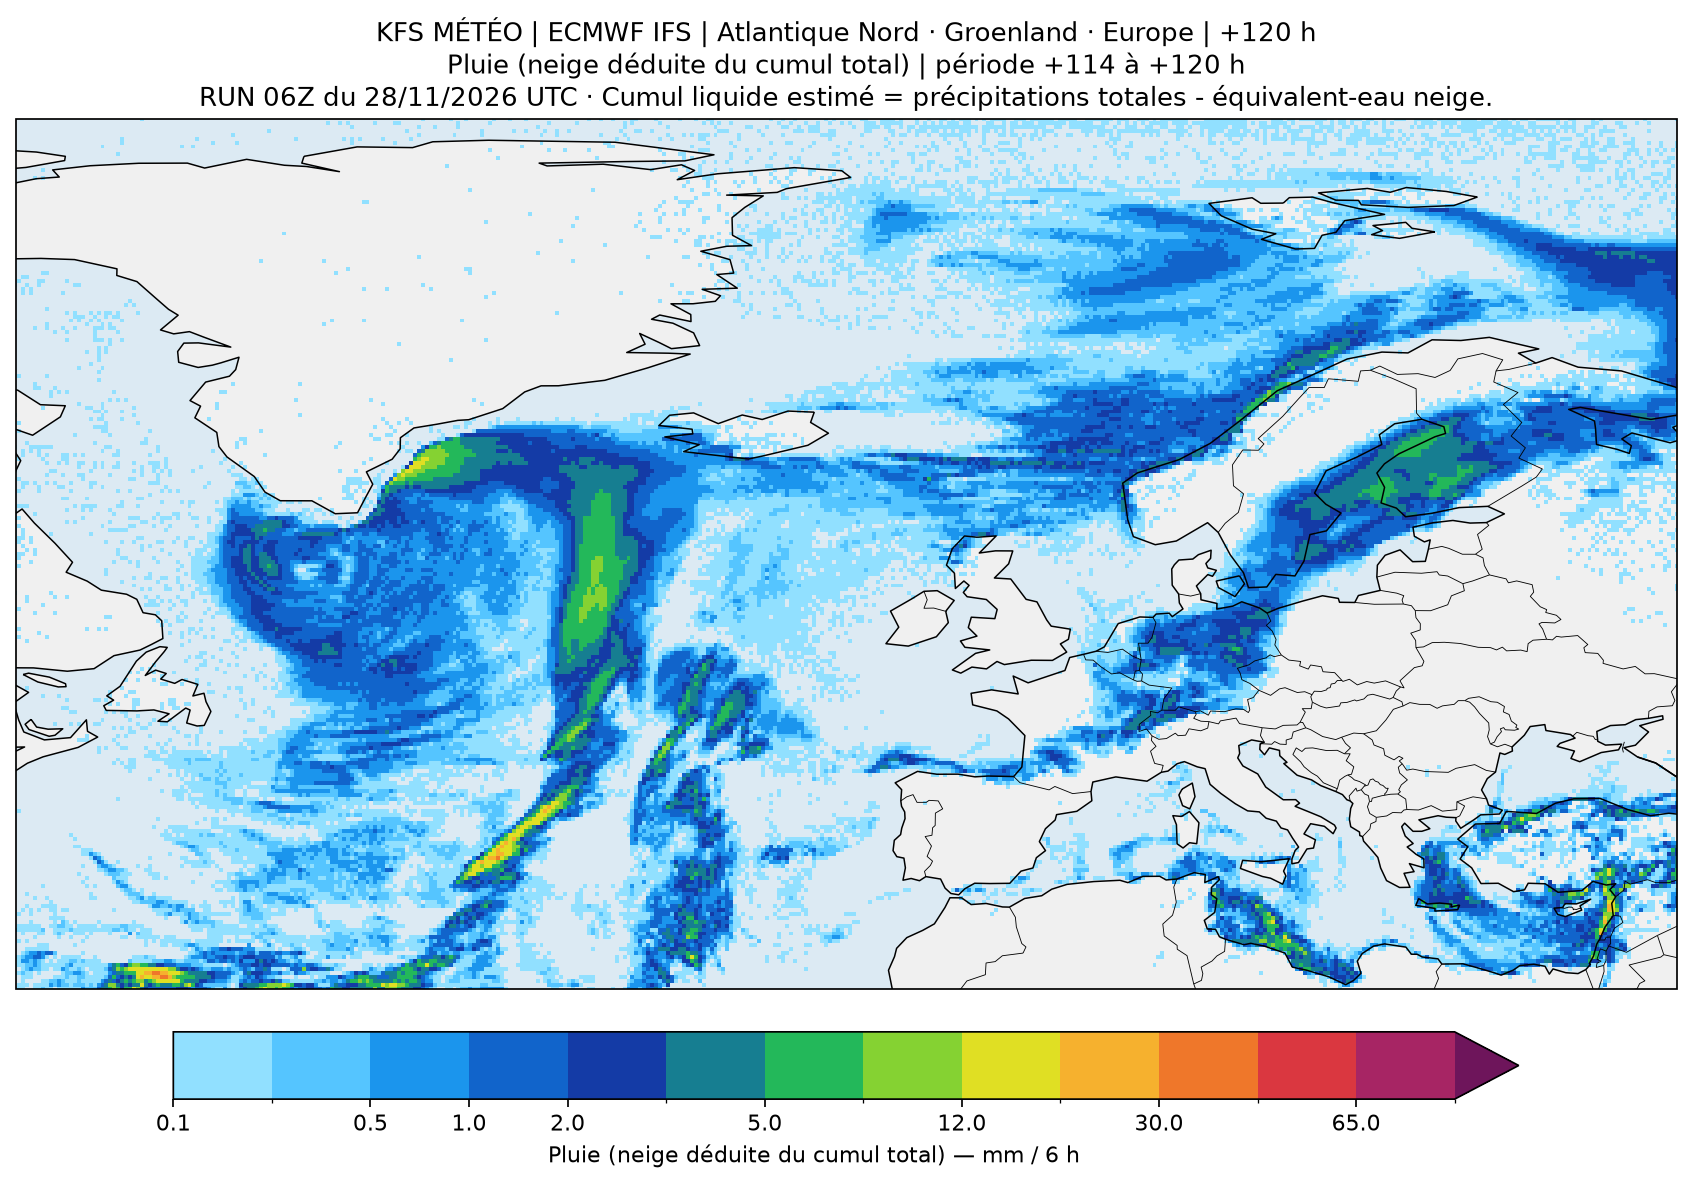 KFS MÉTÉO | ECMWF IFS | Atlantique Nord · Groenland · Europe | +120 h
Pluie (neige déduite du cumul total) | période +114 à +120 h
RUN 06Z du 28/11/2026 UTC · Cumul liquide estimé = précipitations totales - équivalent-eau neige.
0.1 0.5 1.0 2.0 5.0 12.0 30.0 65.0
Pluie (neige déduite du cumul total) — mm / 6 h